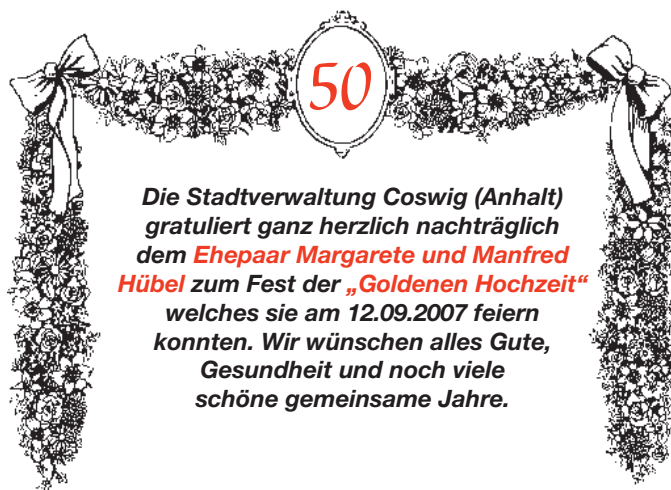 50
Die Stadtverwaltung Coswig (Anhalt)
gratuliert ganz herzlich nachträglich
dem Ehepaar Margarete und Manfred
Hübel zum Fest der „Goldenen Hochzeit“
welches sie am 12.09.2007 feiern
konnten. Wir wünschen alles Gute,
Gesundheit und noch viele
schöne gemeinsame Jahre.